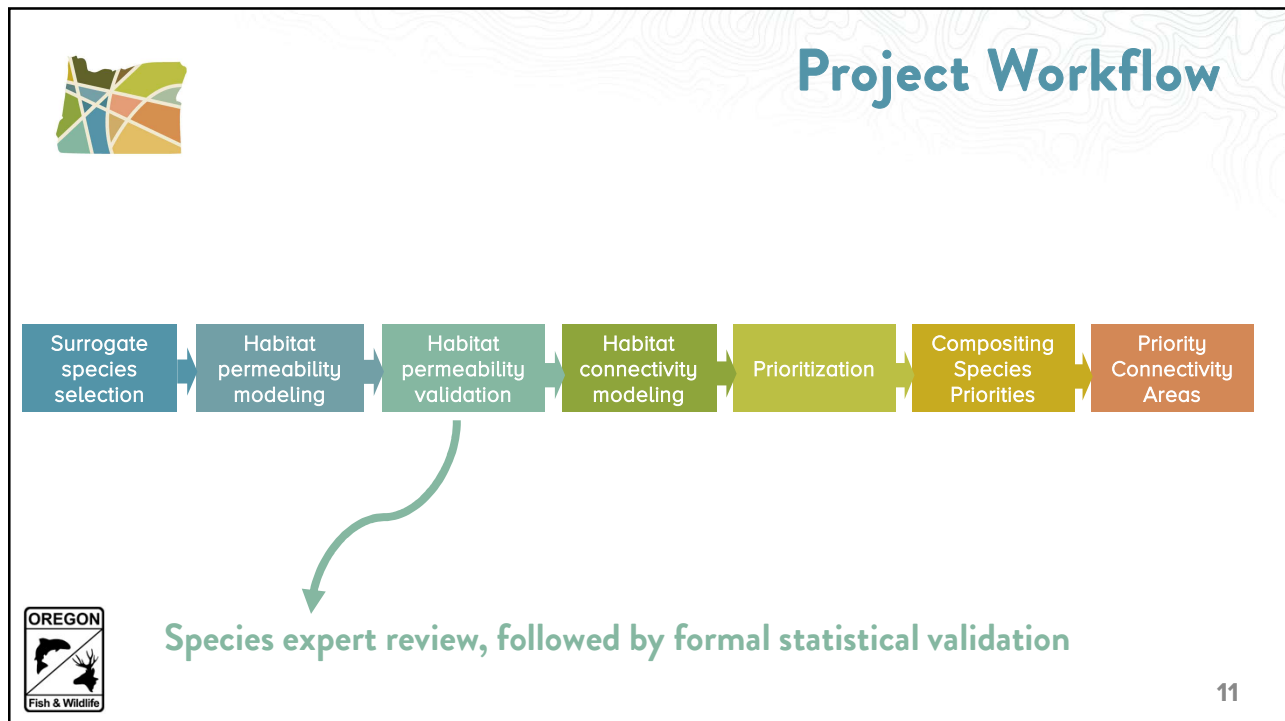 Project Workflow
Surrogate
species
selection
Habitat
permeability
modeling
Habitat
permeability
validation
Habitat
connectivity
modeling
Prioritization
Compositing
Species
Priorities
Priority
Connectivity
Areas
Species expert review, followed by formal statistical validation
OREGON
Fish & Wildlife
11